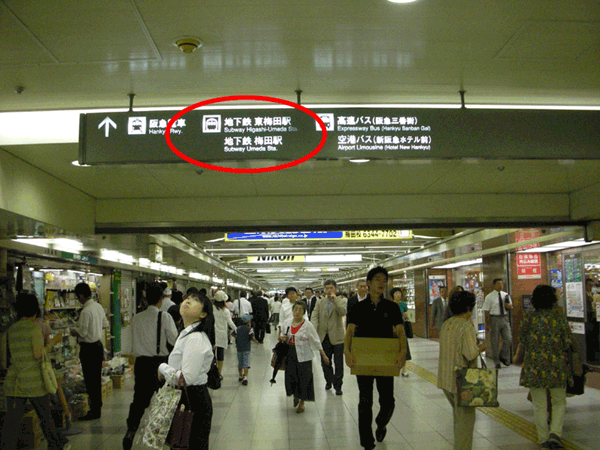 阪急電車
Hankyu Rwy.
地下鉄 東梅田駅
Subway Higashi-Umeda Sta.
地下鉄 梅田駅
Subway Umeda Sta.
高速バス(阪急三番街)
Expressway Bus (Hankyu Sanban Gai)
空港バス(新阪急ホテル前)
Airport Limousine (Hotel New Hankyu)
Nikon